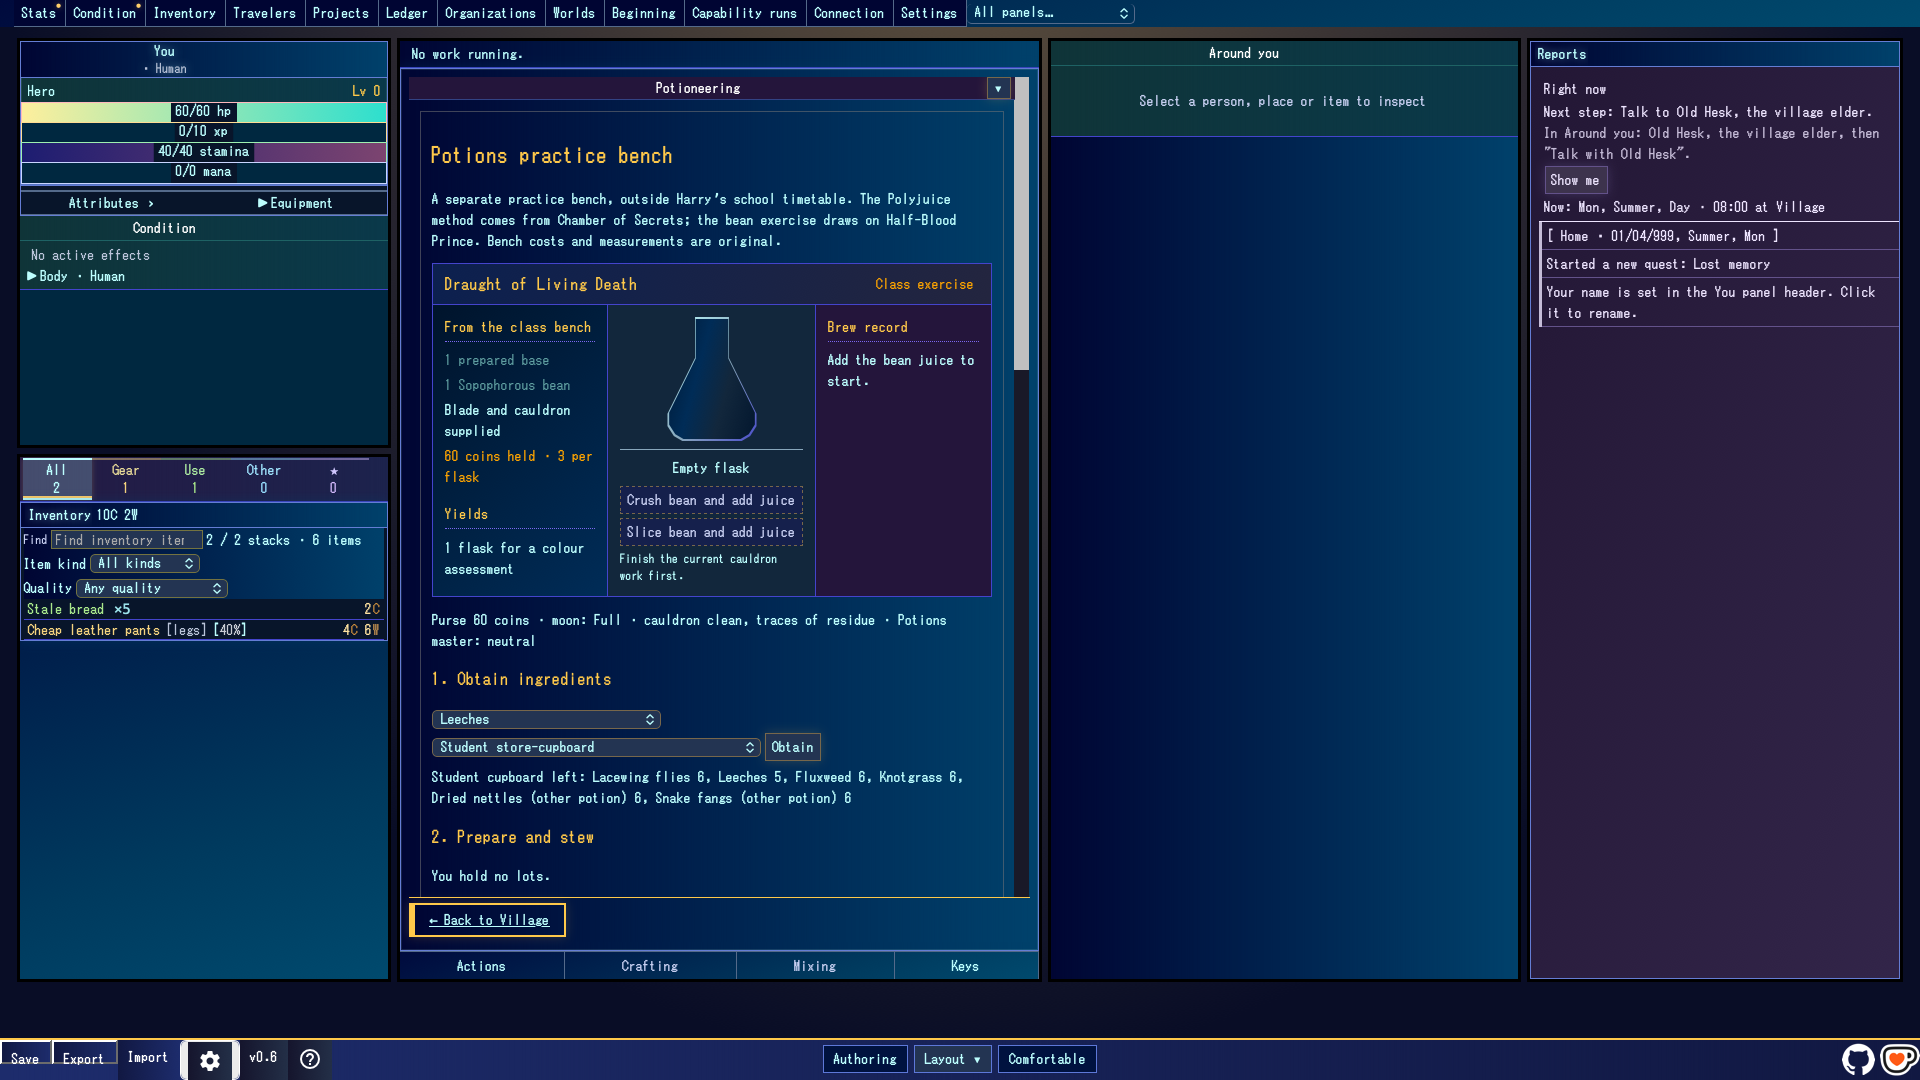 Stats
Condition
Inventory
Travelers
Projects
Ledger
Organizations
Worlds
Beginning
Capability runs
Connection
Settings
All panels…
You
· Human
Hero
Lv 0
60/60 hp
0/10 xp
40/40 stamina
0/0 mana
Attributes ›
▶Equipment
Condition
No active effects
▶Body · Human
All
2
Gear
1
Use
1
Other
0
★
0
Inventory 10C 2W
Find
Find inventory iter
2 / 2 stacks · 6 items
Item kind
All kinds
Quality
Any quality
Stale bread ×5
2C
Cheap leather pants [legs] [40%]
4C 6W
No work running.
Potioneering
▼
Potions practice bench
A separate practice bench, outside Harry's school timetable. The Polyjuice
method comes from Chamber of Secrets; the bean exercise draws on Half-Blood
Prince. Bench costs and measurements are original.
Draught of Living Death
Class exercise
From the class bench
1 prepared base
1 Sopophorous bean
Blade and cauldron
supplied
60 coins held · 3 per
flask
Yields
1 flask for a colour
assessment
Empty flask
Crush bean and add juice
Slice bean and add juice
Finish the current cauldron
work first.
Brew record
Add the bean juice to
start.
Purse 60 coins · moon: Full · cauldron clean, traces of residue · Potions
master: neutral
1. Obtain ingredients
Leeches
Student store-cupboard
Obtain
Student cupboard left: Lacewing flies 6, Leeches 5, Fluxweed 6, Knotgrass 6,
Dried nettles (other potion) 6, Snake fangs (other potion) 6
2. Prepare and stew
You hold no lots.
← Back to Village
Actions
Crafting
Mixing
Keys
Around you
Select a person, place or item to inspect
Reports
Right now
Next step: Talk to Old Hesk, the village elder.
In Around you: Old Hesk, the village elder, then
"Talk with Old Hesk".
Show me
Now: Mon, Summer, Day · 08:00 at Village
[ Home · 01/04/999, Summer, Mon ]
Started a new quest: Lost memory
Your name is set in the You panel header. Click
it to rename.
Save
Export
Import
v0.6
Authoring
Layout ▼
Comfortable